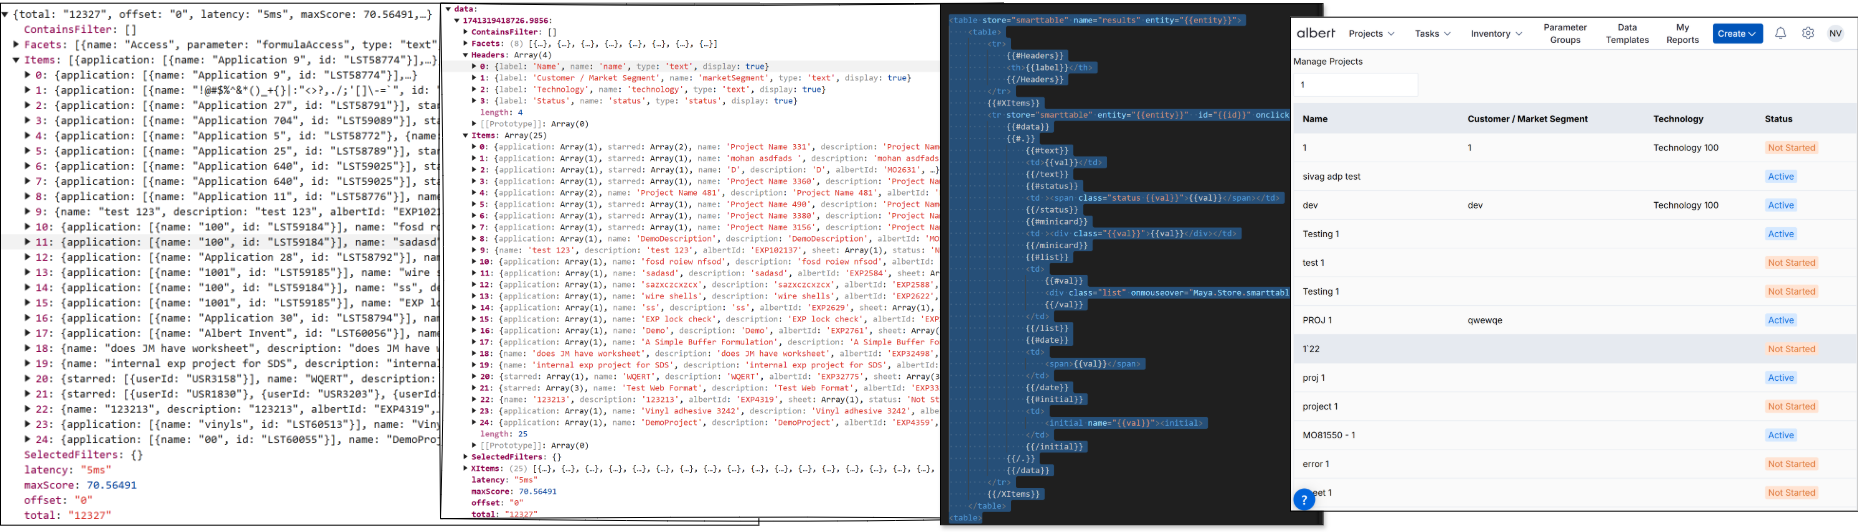 {total: "12327", offset: "0", latency: "5ms", maxScore: 70.56491,…}
ContainsFilter: []
Facets: [{name: "Access", parameter: "formulaAccess", type: "text",
Items: [{application: [{name: "Application 9", id: "LST58774"}],…}
0: {application: [{name: "Application 9", id: "LST58774"}],…}
1: {application: [{name: "!@#$%^&*()_+{}|:"<>?,./;'[]\-=`", id:
2: {application: [{name: "Application 27", id: "LST58791"}], star
3: {application: [{name: "Application 704", id: "LST59089"}], sta
4: {application: [{name: "Application 5", id: "LST58772"}, {name:
5: {application: [{name: "Application 25", id: "LST58789"}], star
6: {application: [{name: "Application 640", id: "LST59025"}], sta
7: {application: [{name: "Application 640", id: "LST59025"}], sta
8: {application: [{name: "Application 11", id: "LST58776"}], star
9: {name: "test 123", description: "test 123", albertId: "EXP1021
10: {application: [{name: "100", id: "LST59184"}], name: "fosd ro
11: {application: [{name: "100", id: "LST59184"}], name: "sadasd"
12: {application: [{name: "Application 28", id: "LST58792"}], nam
13: {application: [{name: "1001", id: "LST59185"}], name: "wire s
14: {application: [{name: "100", id: "LST59184"}], name: "ss", de
15: {application: [{name: "1001", id: "LST59185"}], name: "EXP lo
16: {application: [{name: "Application 30", id: "LST58794"}], nam
17: {application: [{name: "Albert Invent", id: "LST60056"}], name
18: {name: "does JM have worksheet", description: "does JM have w
19: {name: "internal exp project for SDS", description: "internal
20: {starred: [{userId: "USR3158"}], name: "WQERT", description:
21: {starred: [{userId: "USR1830"}, {userId: "USR3203"}, {userId:
22: {name: "123213", description: "123213", albertId: "EXP4319",…
23: {application: [{name: "vinyls", id: "LST60513"}], name: "Viny
24: {application: [{name: "00", id: "LST60055"}], name: "DemoProj
SelectedFilters: {}
latency: "5ms"
maxScore: 70.56491
offset: "0"
total: "12327"
data:
1741319418726.9856:
ContainsFilter: []
Facets: (8) [{…}, {…}, {…}, {…}, {…}, {…}, {…}, {…}]
Headers: Array(4)
0: {label: 'Name', name: 'name', type: 'text', display: true}
1: {label: 'Customer / Market Segment', name: 'marketSegment', type: 'text', display: true}
2: {label: 'Technology', name: 'technology', type: 'text', display: true}
3: {label: 'Status', name: 'status', type: 'status', display: true}
length: 4
[[Prototype]]: Array(0)
Items: Array(25)
0: {application: Array(1), starred: Array(2), name: 'Project Name 331', description: 'Project Nam
1: {application: Array(1), starred: Array(1), name: 'mohan asdfads ', description: 'mohan asdfads
2: {application: Array(1), starred: Array(1), name: 'D', description: 'D', albertId: 'MO2631', …}
3: {application: Array(1), starred: Array(1), name: 'Project Name 3360', description: 'Project Na
4: {application: Array(2), name: 'Project Name 481', description: 'Project Name 481', albertId:
5: {application: Array(1), starred: Array(1), name: 'Project Name 490', description: 'Project Nam
6: {application: Array(1), starred: Array(1), name: 'Project Name 3380', description: 'Project Na
7: {application: Array(1), starred: Array(1), name: 'Project Name 3156', description: 'Project Na
8: {application: Array(1), name: 'DemoDescription', description: 'DemoDescription', albertId: 'MO
9: {name: 'test 123', description: 'test 123', albertId: 'EXP102137', sheet: Array(1), status: 'N
10: {application: Array(1), name: 'fosd roiew nfsod', description: 'fosd roiew nfsod', albertId:
11: {application: Array(1), name: 'sadasd', description: 'sadasd', albertId: 'EXP2584', sheet: Ar
12: {application: Array(1), name: 'sazxczcxzcx', description: 'sazxczcxzcx', albertId: 'EXP2588',
13: {application: Array(1), name: 'wire shells', description: 'wire shells', albertId: 'EXP2622',
14: {application: Array(1), name: 'ss', description: 'ss', albertId: 'EXP2629', sheet: Array(1),
15: {application: Array(1), name: 'EXP lock check', description: 'EXP lock check', albertId: 'EXP
16: {application: Array(1), name: 'Demo', description: 'Demo', albertId: 'EXP2761', sheet: Array(
17: {application: Array(1), name: 'A Simple Buffer Formulation', description: 'A Simple Buffer Fo
18: {name: 'does JM have worksheet', description: 'does JM have worksheet', albertId: 'EXP32498',
19: {name: 'internal exp project for SDS', description: 'internal exp project for SDS', albertId:
20: {starred: Array(1), name: 'WQERT', description: 'WQERT', albertId: 'EXP32775', sheet: Array(3
21: {starred: Array(3), name: 'Test Web Format', description: 'Test Web Format', albertId: 'EXP33
22: {name: '123213', description: '123213', albertId: 'EXP4319', sheet: Array(1), status: 'Not St
23: {application: Array(1), name: 'Vinyl adhesive 3242', description: 'Vinyl adhesive 3242', albe
24: {application: Array(1), name: 'DemoProject', description: 'DemoProject', albertId: 'EXP4359',
length: 25
[[Prototype]]: Array(0)
SelectedFilters: {}
XItems: (25) [{…}, {…}, {…}, {…}, {…}, {…}, {…}, {…}, {…}, {…}, {…}, {…}, {…}, {…}, {…},
latency: "5ms"
maxScore: 70.56491
offset: "0"
total: "12327"
<table store="smarttable" name="results" entity="{{entity}}">
<table>
<tr>
{{#Headers}}
<th>{{label}}</th>
{{/Headers}}
</tr>
{{#XItems}}
<tr store="smarttable" entity="{{entity}}" id="{{id}}" onclick
{{#data}}
{{#.}}
{{#text}}
<td>{{val}}</td>
{{/text}}
{{#status}}
<td ><span class="status {{val}}">{{val}}</span></td>
{{/status}}
{{#minicard}}
<td ><div class="{{val}}">{{val}}</div></td>
{{/minicard}}
{{#list}}
<td>
{{#val}}
<div class="list" onmouseover="Maya.Store.smarttabl
{{/val}}
</td>
{{/list}}
{{#date}}
<td>
<span>{{val}}</span>
</td>
{{/date}}
{{#initial}}
<td>
<initial name="{{val}}"><initial>
</td>
{{/initial}}
{{/.}}
{{/data}}
</tr>
{{/XItems}}
</table>
<table>
albert Projects Tasks Inventory Parameter Groups Data Templates My Reports Create NV
Manage Projects
1
Name Customer / Market Segment Technology Status
1 1 Technology 100 Not Started
sivag adp test Active
dev dev Technology 100 Active
Testing 1 Active
test 1 Not Started
Testing 1 Not Started
PROJ 1 qwewqe Active
1`22 Not Started
proj 1 Active
project 1 Not Started
MO81550 - 1 Active
error 1 Not Started
? eet 1 Not Started